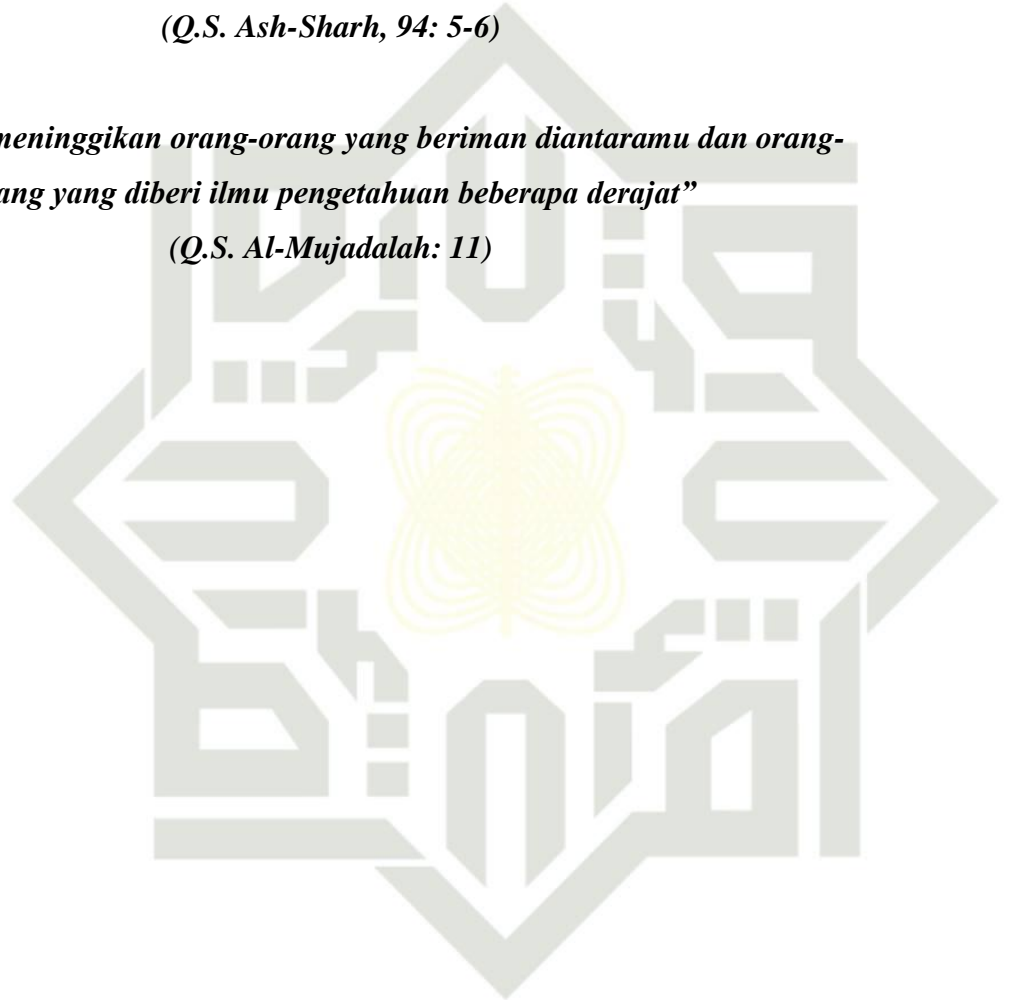 (Q.S. Ash-Sharh, 94: 5-6)
meninggikan orang-orang yang beriman diantaramu dan orang-
yang diberi ilmu pengetahuan beberapa derajat”
(Q.S. Al-Mujadalah: 11)